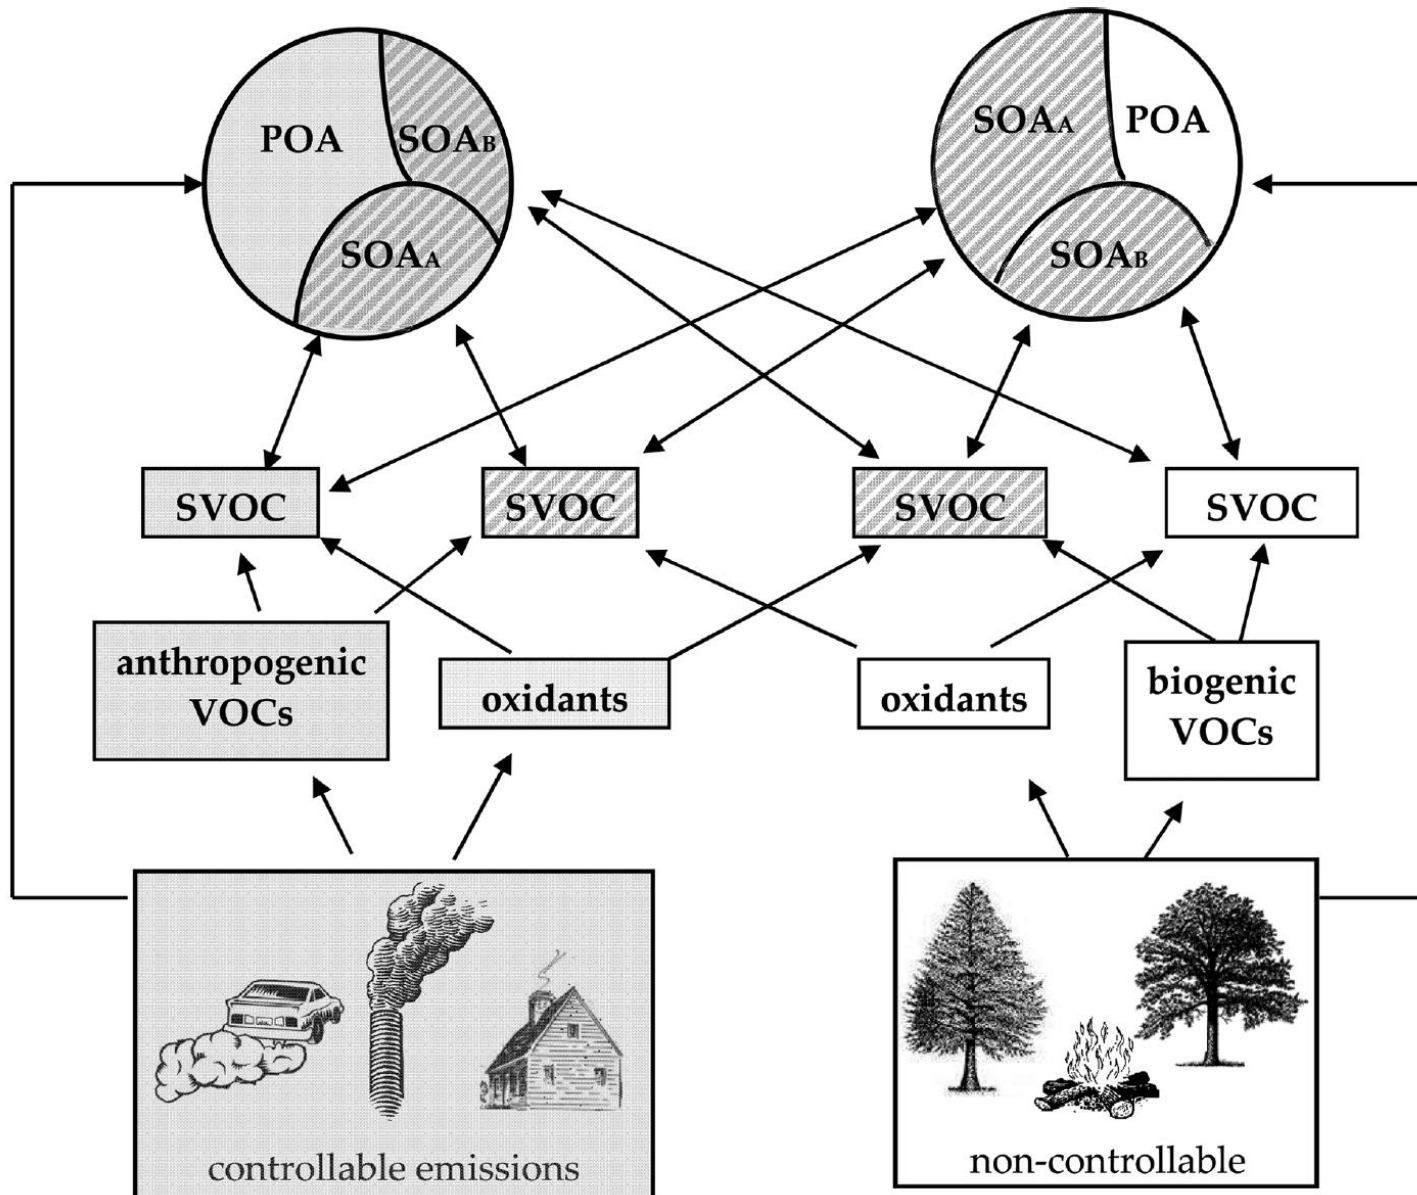 POA
SOAB
SOAA
SOAA
POA
SOAB
SVOC
SVOC
SVOC
SVOC
anthropogenic
VOCs
oxidants
oxidants
biogenic
VOCs
controllable emissions
non-controllable